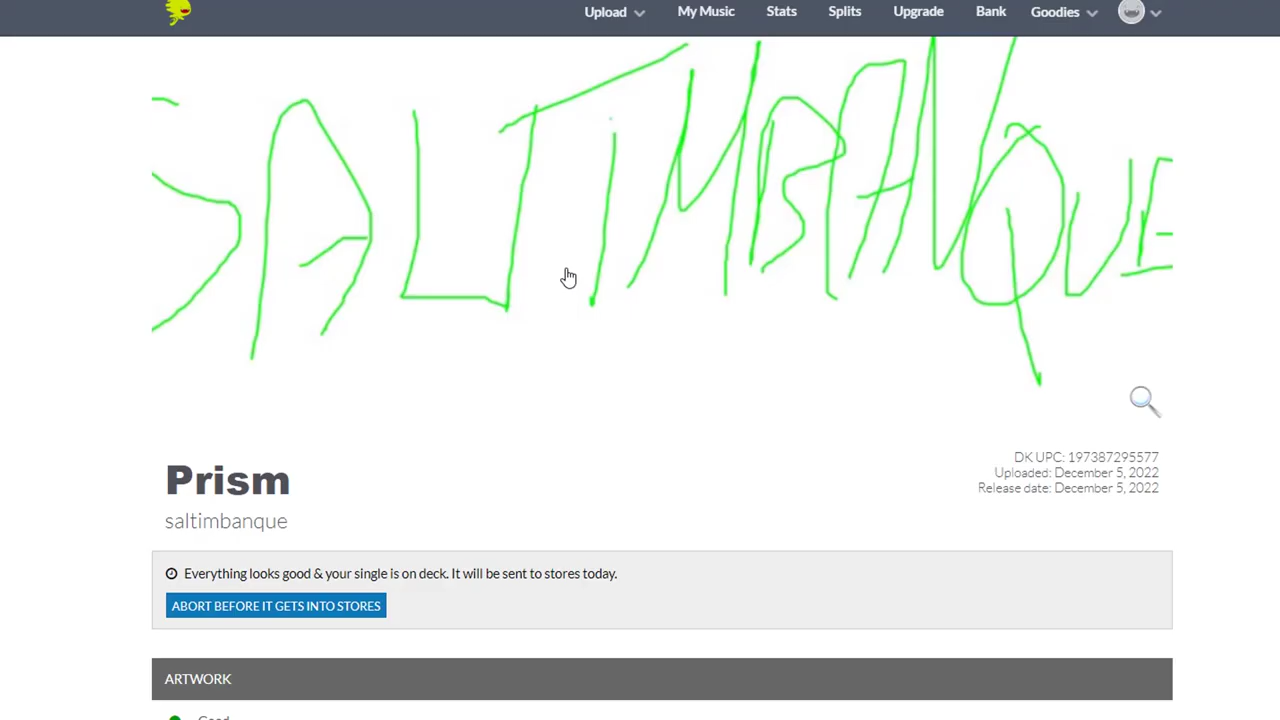 Upload My Music Stats Splits Upgrade Bank Goodies
SALTIMBANQUE
Prism
saltimbanque
DK UPC: 197387295577
Uploaded: December 5, 2022
Release date: December 5, 2022
Everything looks good & your single is on deck. It will be sent to stores today.
ABORT BEFORE IT GETS INTO STORES
ARTWORK
Good